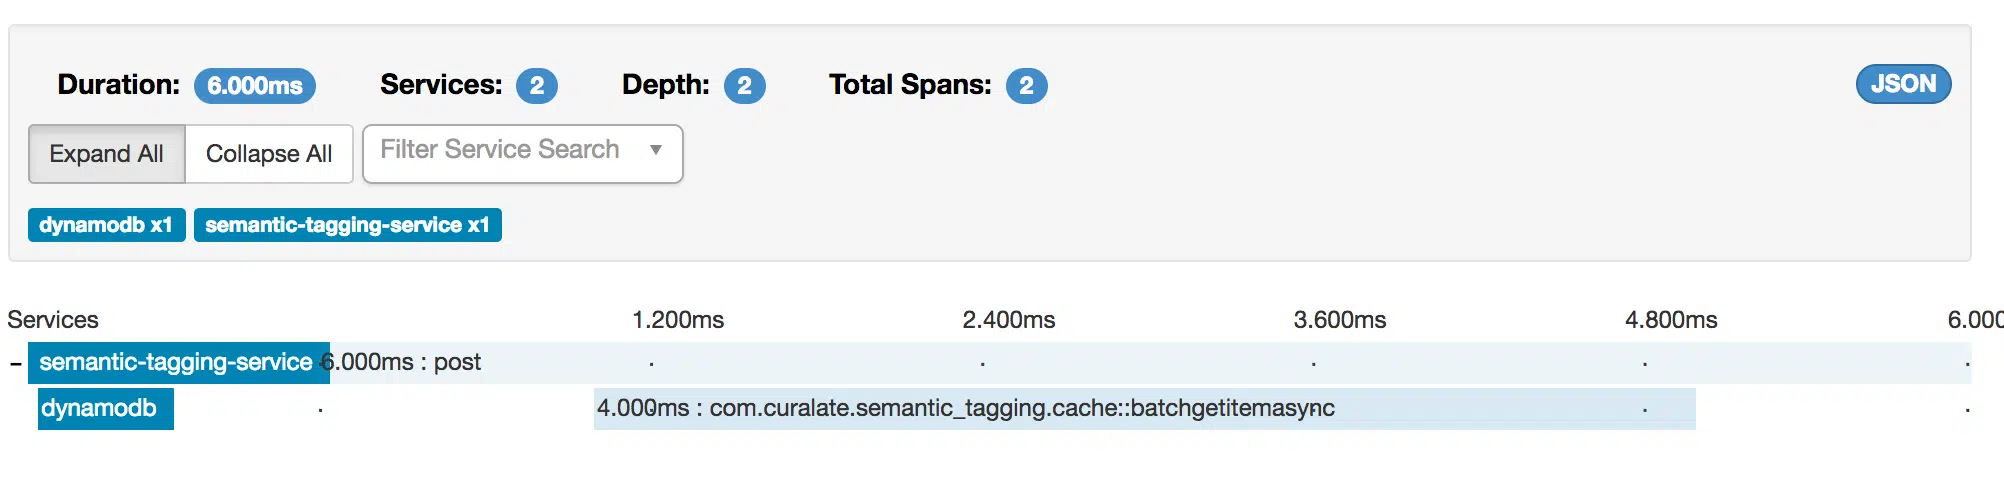 Duration: 6.000ms Services: 2 Depth: 2 Total Spans: 2 JSON
Expand All Collapse All Filter Service Search
dynamodb x1 semantic-tagging-service x1
Services 1.200ms 2.400ms 3.600ms 4.800ms 6.000
semantic-tagging-service 6.000ms : post
dynamodb 4.000ms : com.curalate.semantic_tagging.cache::batchgetitemasync